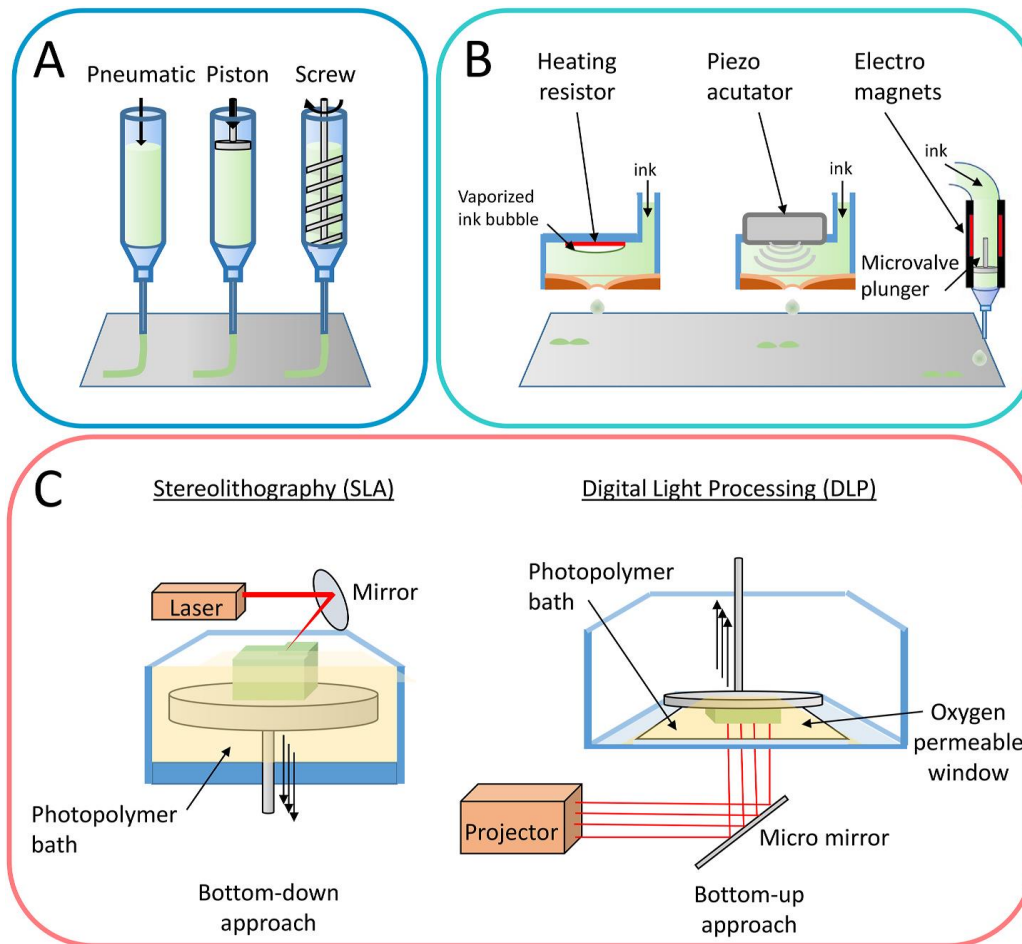 A
Pneumatic Piston Screw
B
Heating
resistor
Piezo
acutator
Electro
magnets
ink
ink
ink
Vaporized
ink bubble
Microvalve
plunger
C
Stereolithography (SLA)
Laser
Mirror
Photopolymer
bath
Bottom-down
approach
Digital Light Processing (DLP)
Photopolymer
bath
Oxygen
permeable
window
Projector
Micro mirror
Bottom-up
approach